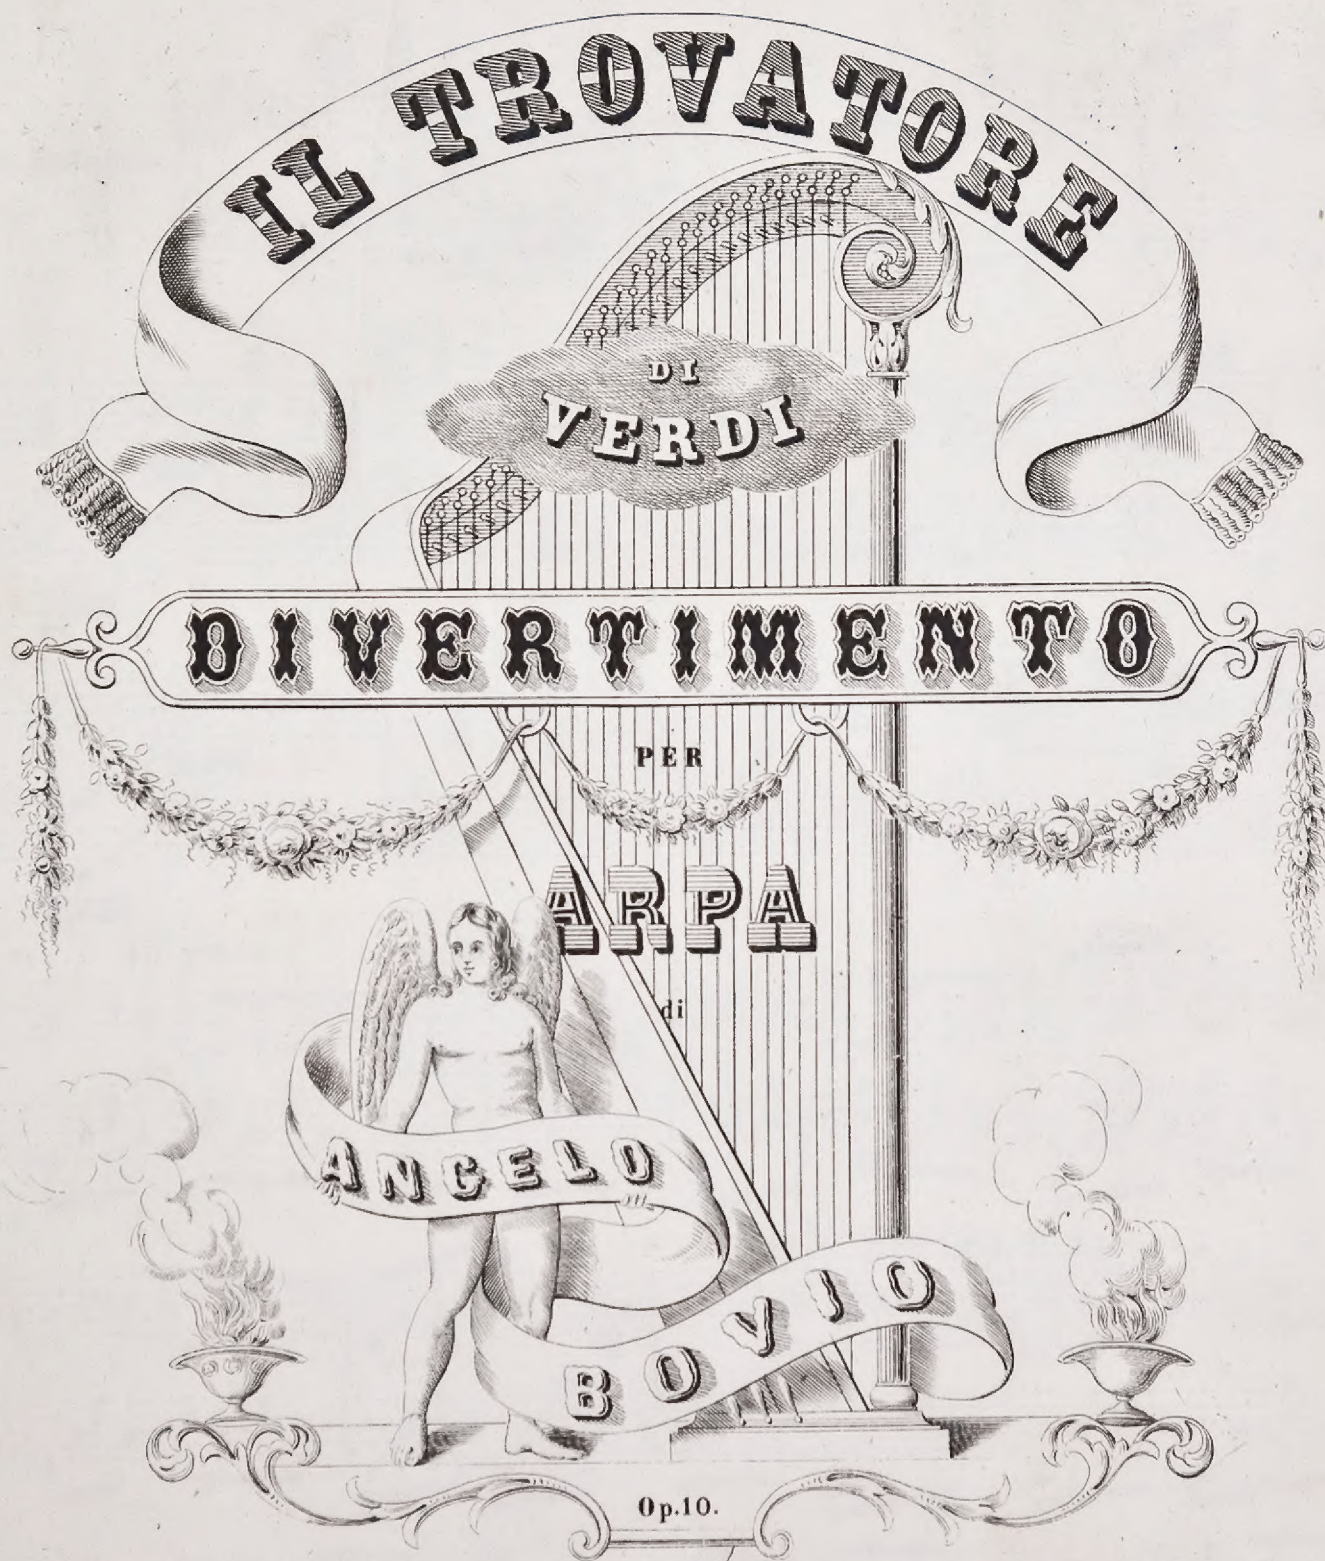 IL TROVATORE
DI
VERDI
DIVERTIMENTO
PER
ARPA
di
ANGELO
BOVIO
Op.10.